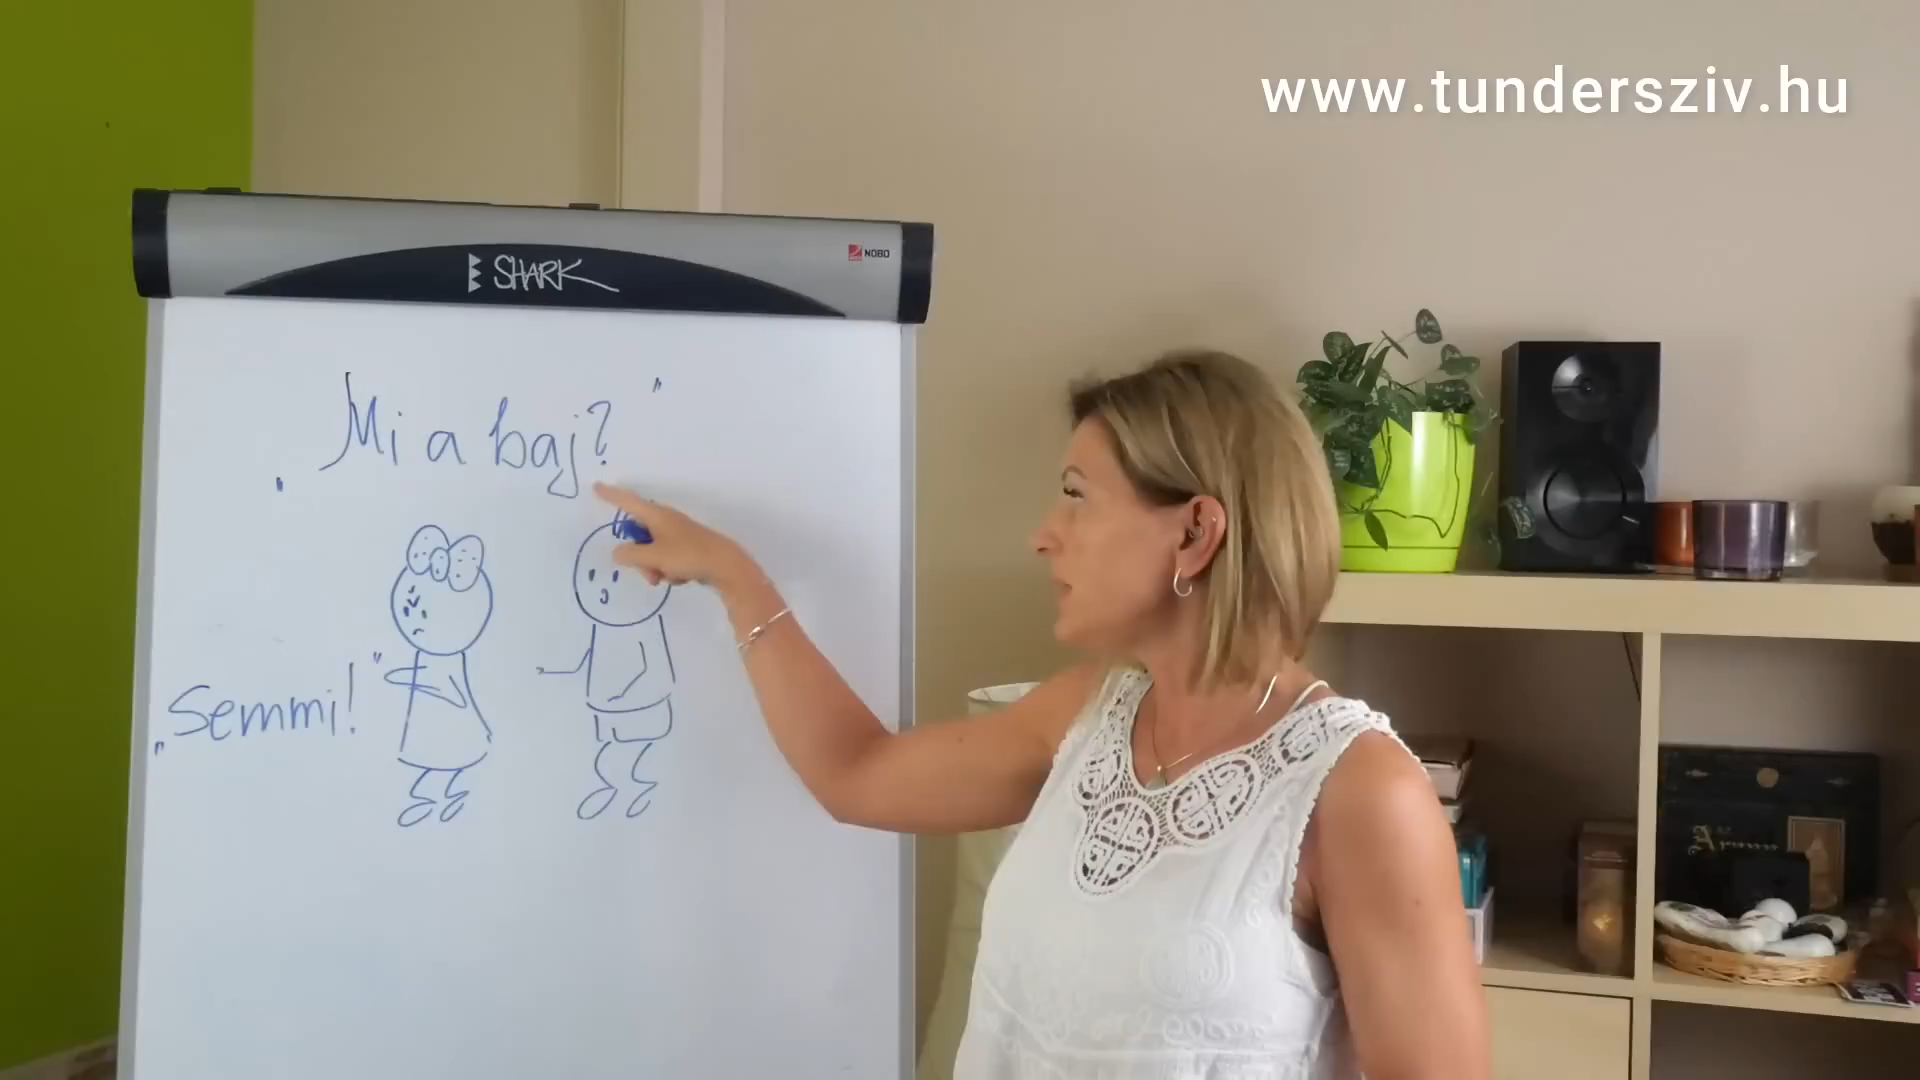 www.tundersziv.hu
SHARK
NOBO
„Mi a baj?"
„Semmi!"